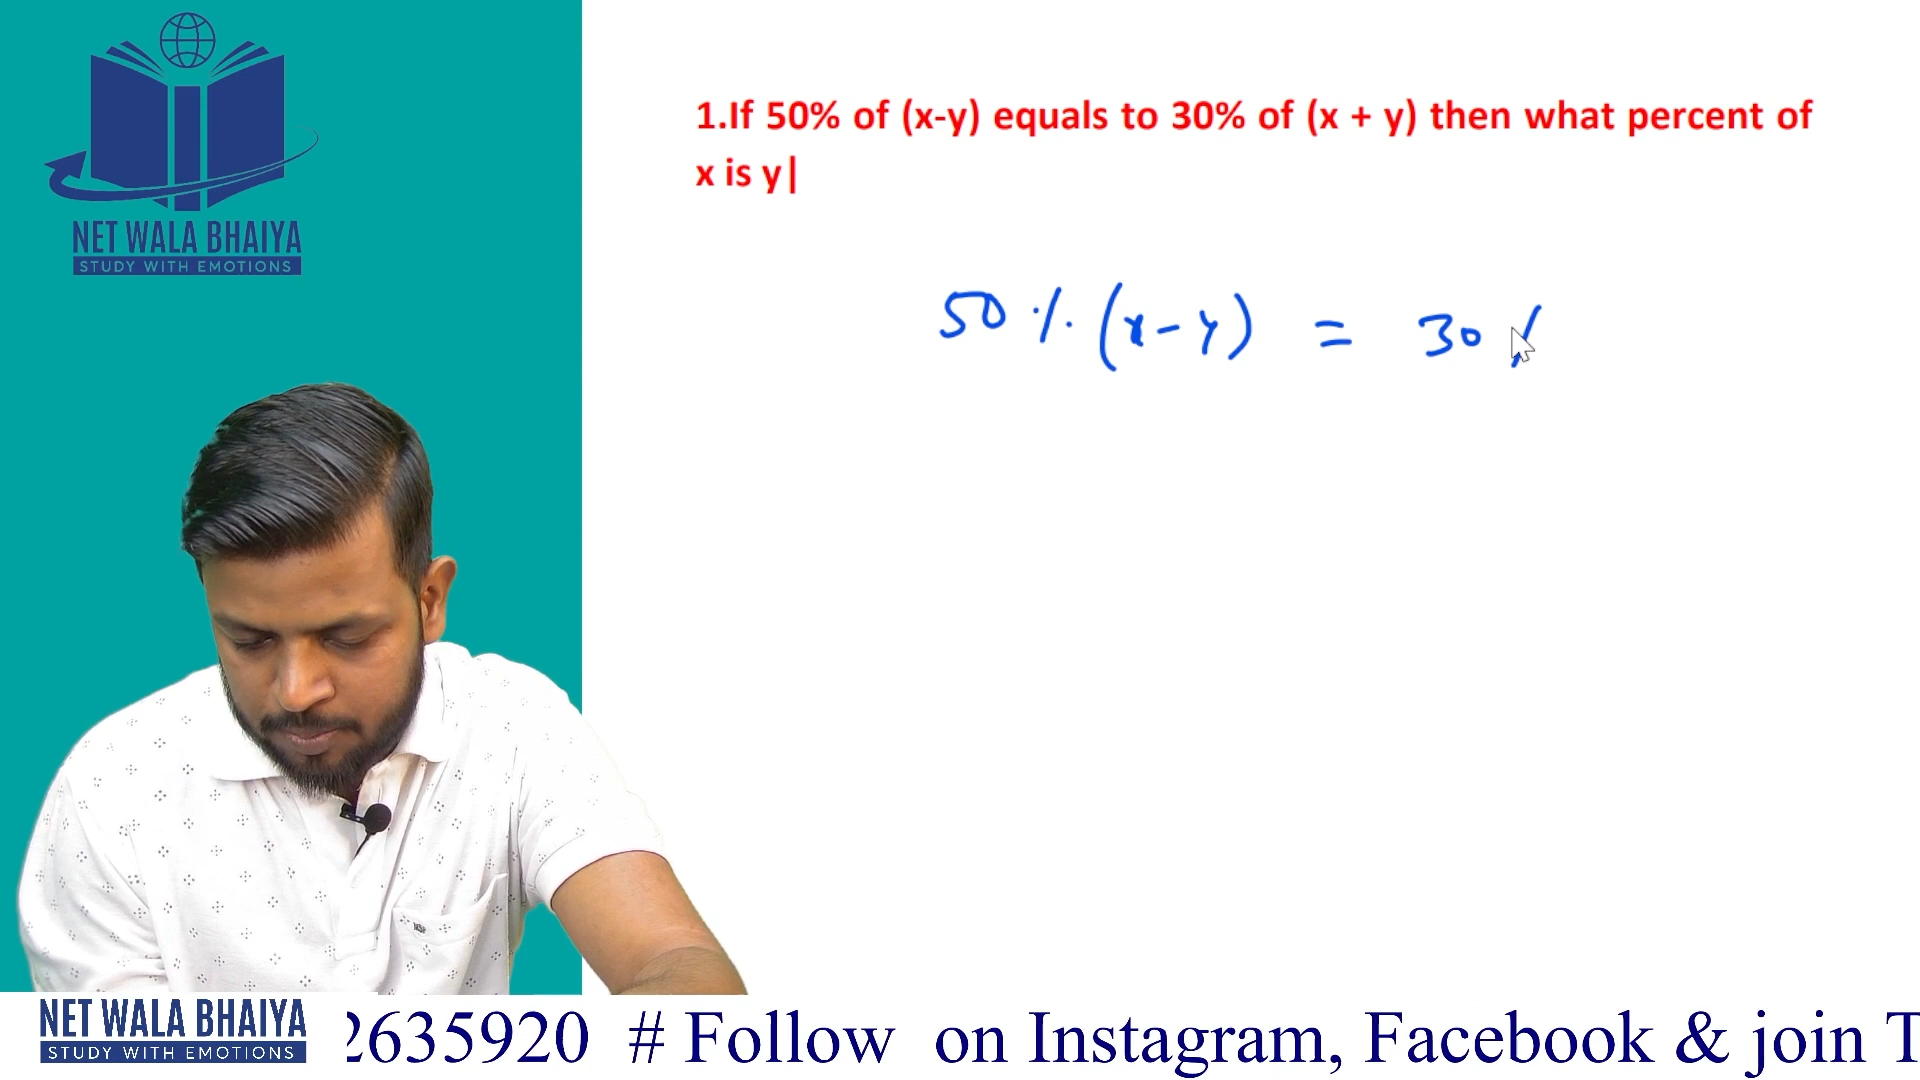 NET WALA BHAIYA
STUDY WITH EMOTIONS
1.If 50% of (x-y) equals to 30% of (x + y) then what percent of
x is y|
50 % (x-y) = 30
NET WALA BHAIYA
STUDY WITH EMOTIONS
2635920 # Follow on Instagram, Facebook & join T